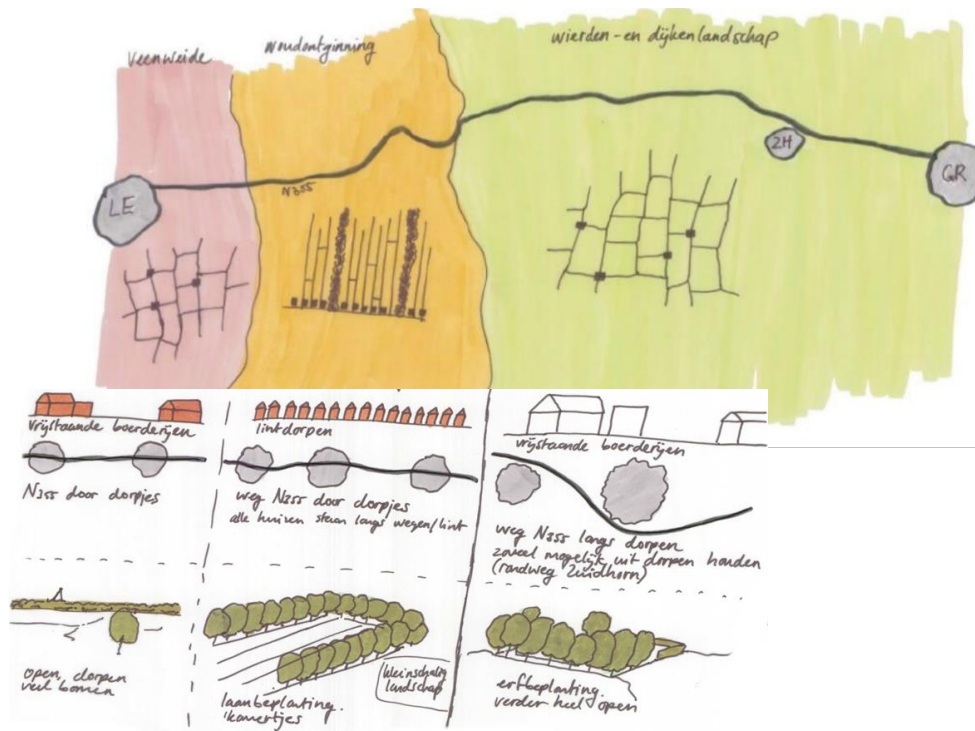 veenweide
woudontginning
wierden- en dijkenlandschap
LE
N355
ZH
GR
vrijstaande boerderijen
N355 door dorpjes
open, dorpen
veel bomen
lintdorpen
weg N355 door dorpjes
alle huizen staan langs wegen/lint
laanbeplanting.
'kamertjes
kleinschalig
landschap
vrijstaande boerderijen
weg N355 langs dorpen
zoveel mogelijk uit dorpen houden
(randweg Zuidhorn)
erfbeplanting.
verder heel open